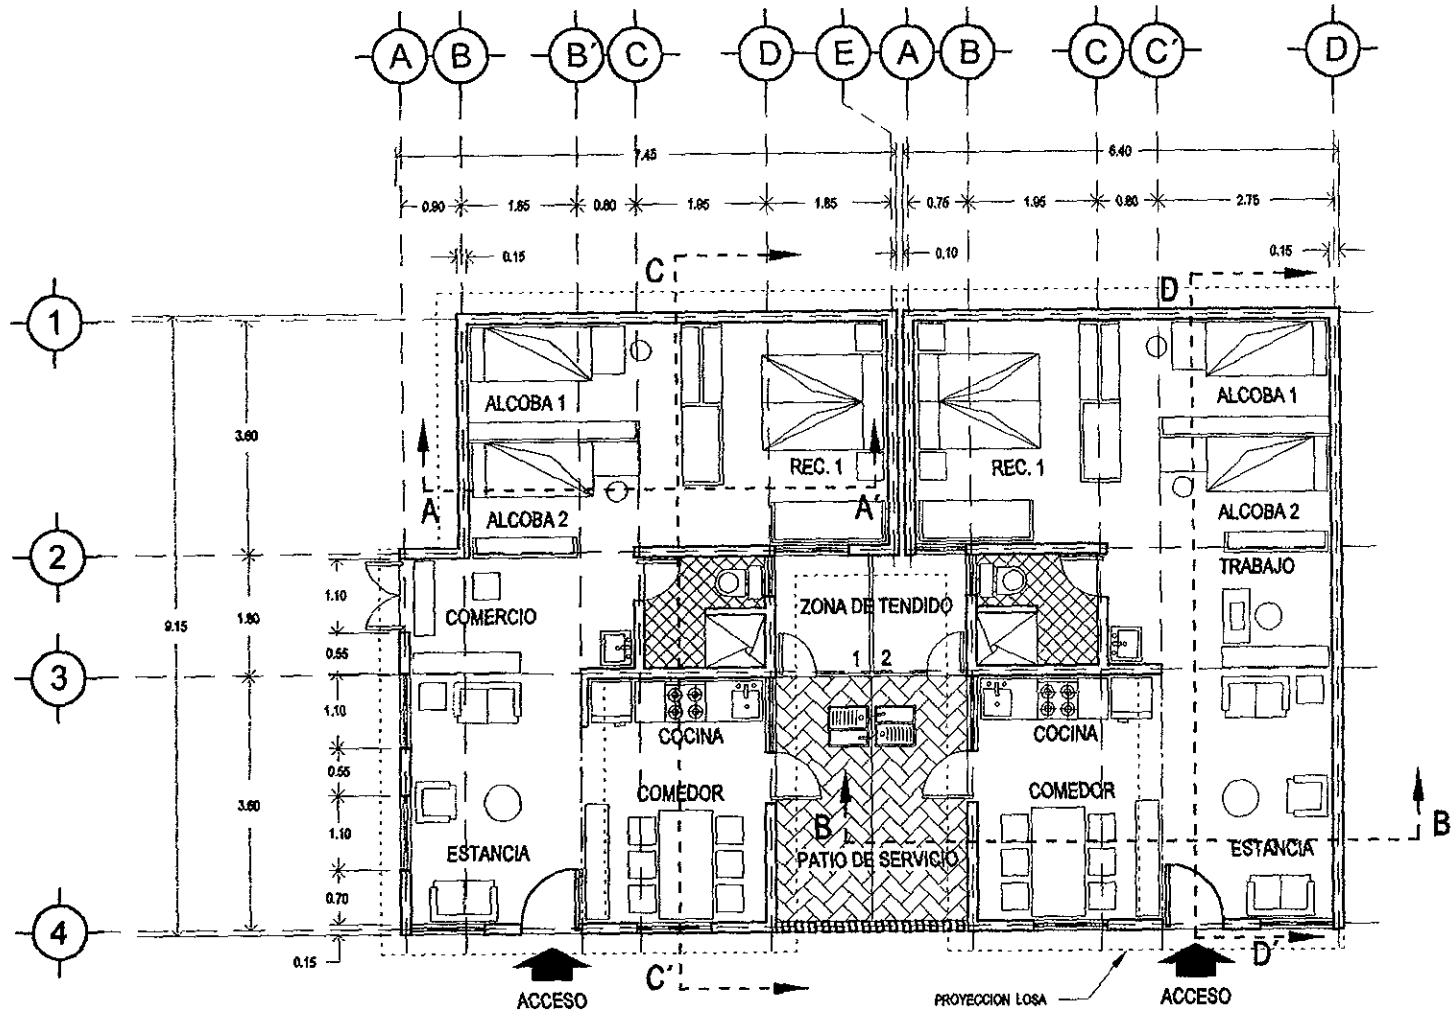 A B B´ C D E A B C C´ D
7.45 6.40
0.90 1.65 0.80 1.95 1.85 0.75 1.95 0.80 2.75
0.15 0.10 0.15
C D
1
ALCOBA 1 ALCOBA 1
3.60
REC. 1 REC. 1
A A´
ALCOBA 2 ALCOBA 2
2
TRABAJO
1.10
COMERCIO ZONA DE TENDIDO
9.15 1.80
0.55
1 2
3
1.10
COCINA COCINA
0.55
COMEDOR COMEDOR
3.60
B B
1.10
ESTANCIA PATIO DE SERVICIO ESTANCIA
0.70
4
0.15
D´
C´
ACCESO PROYECCION LOSA ACCESO